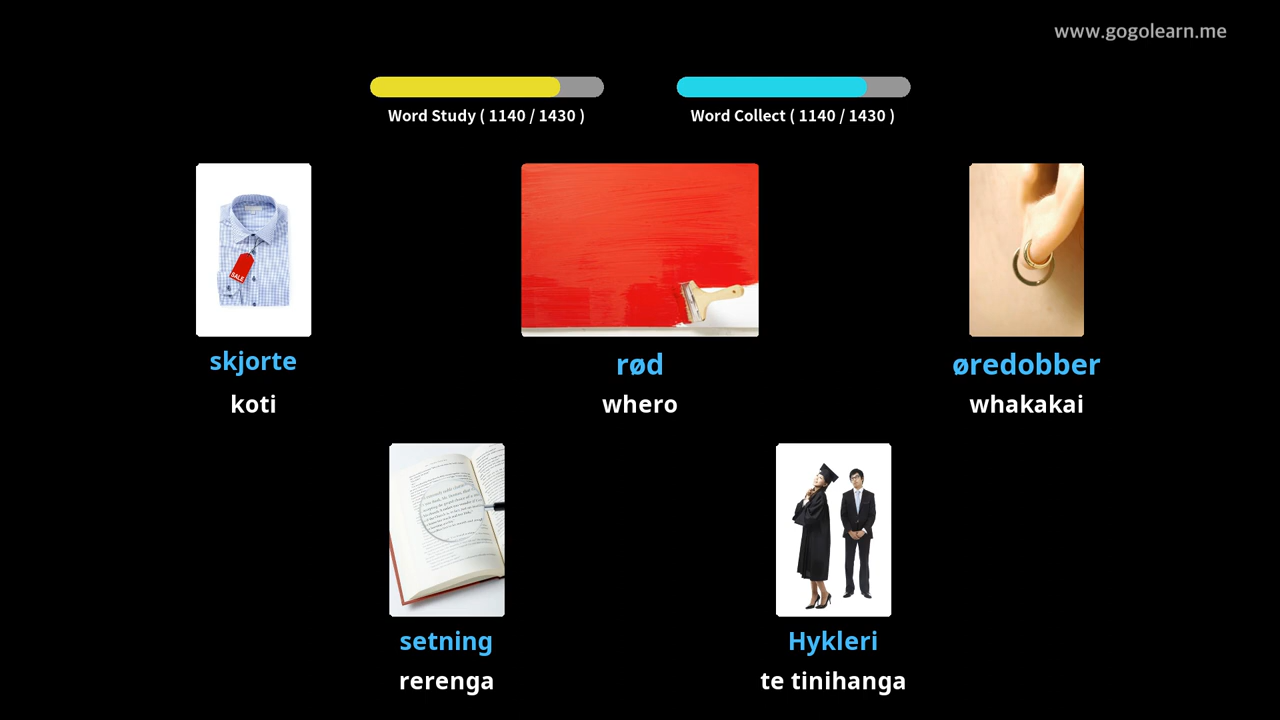 www.gogolearn.me
Word Study ( 1140 / 1430 )
Word Collect ( 1140 / 1430 )
SALE
skjorte
rød
øredobber
koti
whero
whakakai
setning
Hykleri
rerenga
te tinihanga